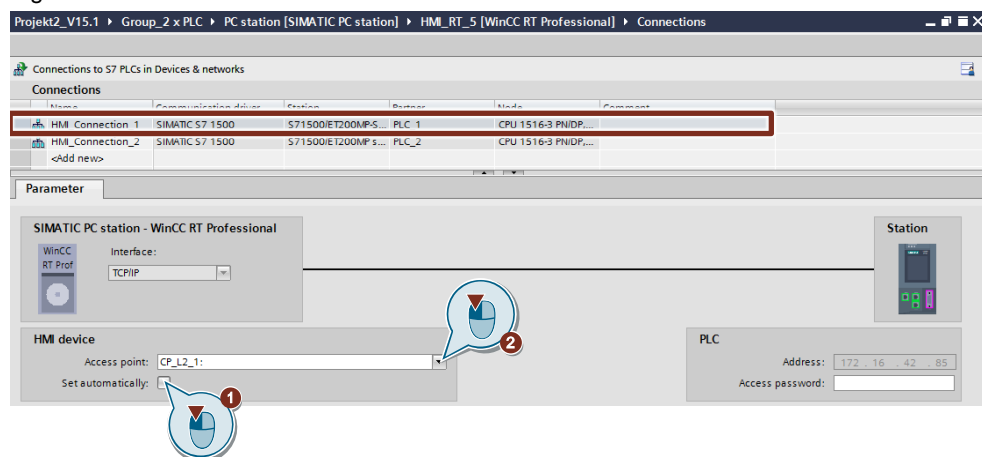 Projekt2_V15.1 ▸ Group_2 x PLC ▸ PC station [SIMATIC PC station] ▸ HMI_RT_5 [WinCC RT Professional] ▸ Connections
Connections to S7 PLCs in Devices & networks
Connections
Name Communication driver Station Partner Node Comment
HMI_Connection_1 SIMATIC S7 1500 S71500/ET200MP-S... PLC_1 CPU 1516-3 PN/DP,...
HMI_Connection_2 SIMATIC S7 1500 S71500/ET200MP s... PLC_2 CPU 1516-3 PN/DP,...
<Add new>
Parameter
SIMATIC PC station - WinCC RT Professional
Station
WinCC
RT Prof
Interface:
TCP/IP
HMI device
PLC
Access point: CP_L2_1:
Address: 172 . 16 . 42 . 85
Set automatically:
Access password:
2
1